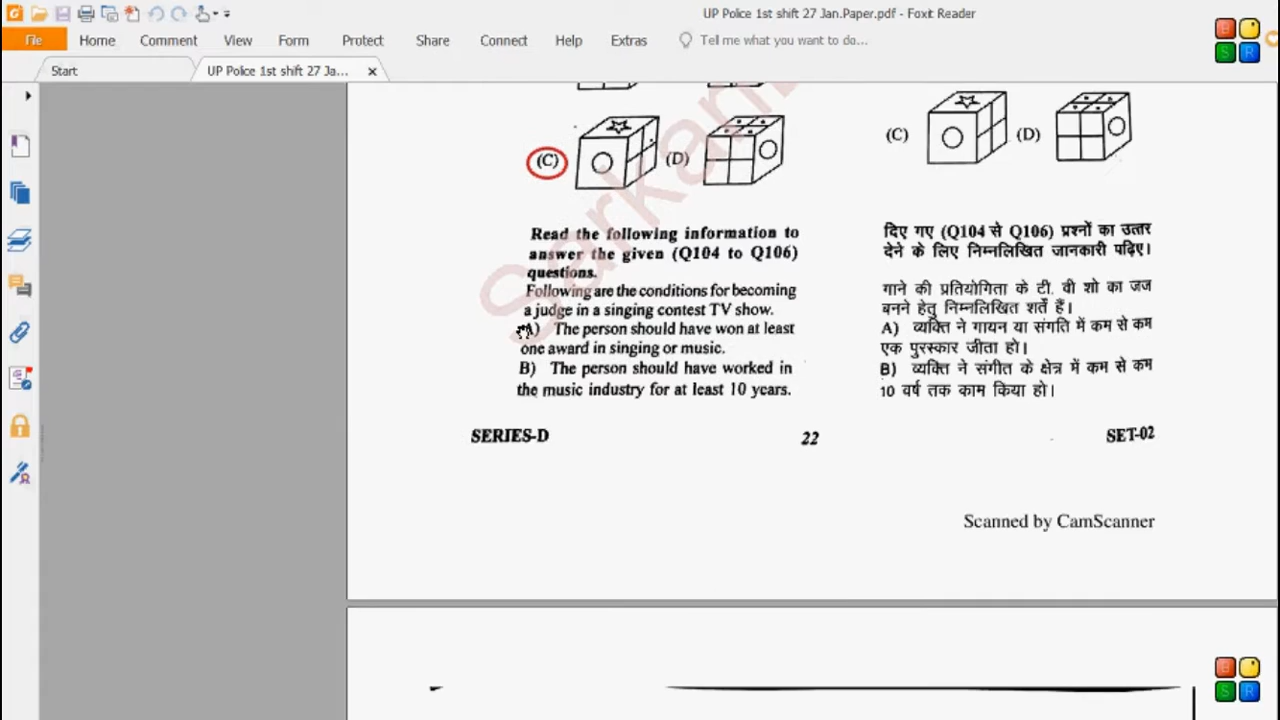 UP Police 1st shift 27 Jan.Paper.pdf - Foxit Reader
File
Home
Comment
View
Form
Protect
Share
Connect
Help
Extras
Tell me what you want to do...
Start
UP Police 1st shift 27 Ja...
(C)
(D)
Read the following information to
answer the given (Q104 to Q106)
questions.
Following are the conditions for becoming
a judge in a singing contest TV show.
A) The person should have won at least
one award in singing or music.
B) The person should have worked in
the music industry for at least 10 years.
(C)
(D)
दिए गए (Q104 से Q106) प्रश्नों का उत्तर
देने के लिए निम्नलिखित जानकारी पढ़िए।
गाने की प्रतियोगिता के टी. वी शो का जज
बनने हेतु निम्नलिखित शर्तें हैं।
A) व्यक्ति ने गायन या संगति में कम से कम
एक पुरस्कार जीता हो।
B) व्यक्ति ने संगीत के क्षेत्र में कम से कम
10 वर्ष तक काम किया हो।
SERIES-D
22
SET-02
Scanned by CamScanner
B
S
R
B
S
R